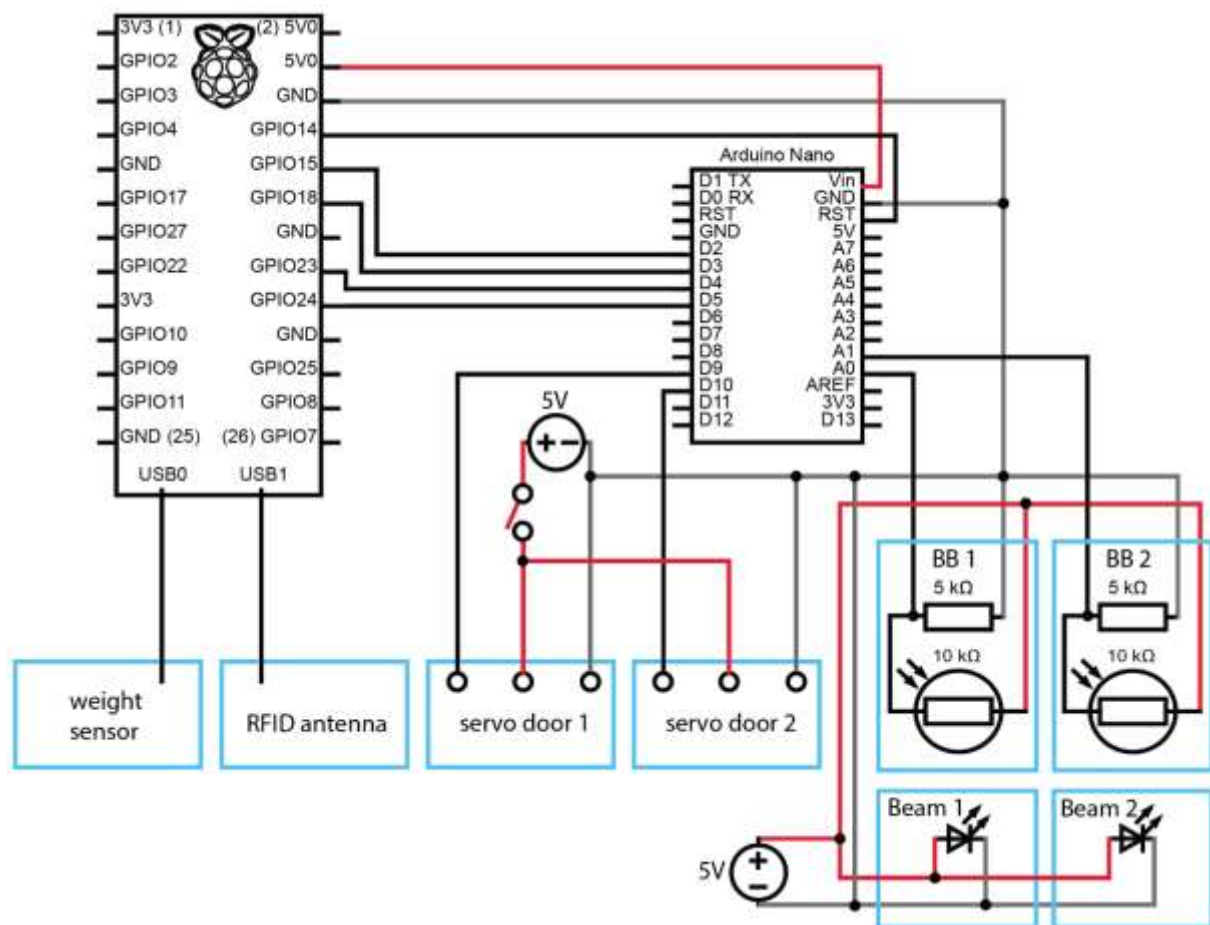 3V3 (1)
(2) 5V0
GPIO2
5V0
GPIO3
GND
GPIO4
GPIO14
GND
GPIO15
GPIO17
GPIO18
GPIO27
GND
GPIO22
GPIO23
3V3
GPIO24
GPIO10
GND
GPIO9
GPIO25
GPIO11
GPIO8
GND (25)
(26) GPIO7
USB0
USB1
Arduino Nano
D1 TX
Vin
D0 RX
GND
RST
RST
GND
5V
D2
A7
D3
A6
D4
A5
D5
A4
D6
A3
D7
A2
D8
A1
D9
A0
D10
AREF
D11
3V3
D12
D13
5V
+ −
BB 1
5 kΩ
10 kΩ
BB 2
5 kΩ
10 kΩ
weight
sensor
RFID antenna
servo door 1
servo door 2
Beam 1
Beam 2
5V
+
−